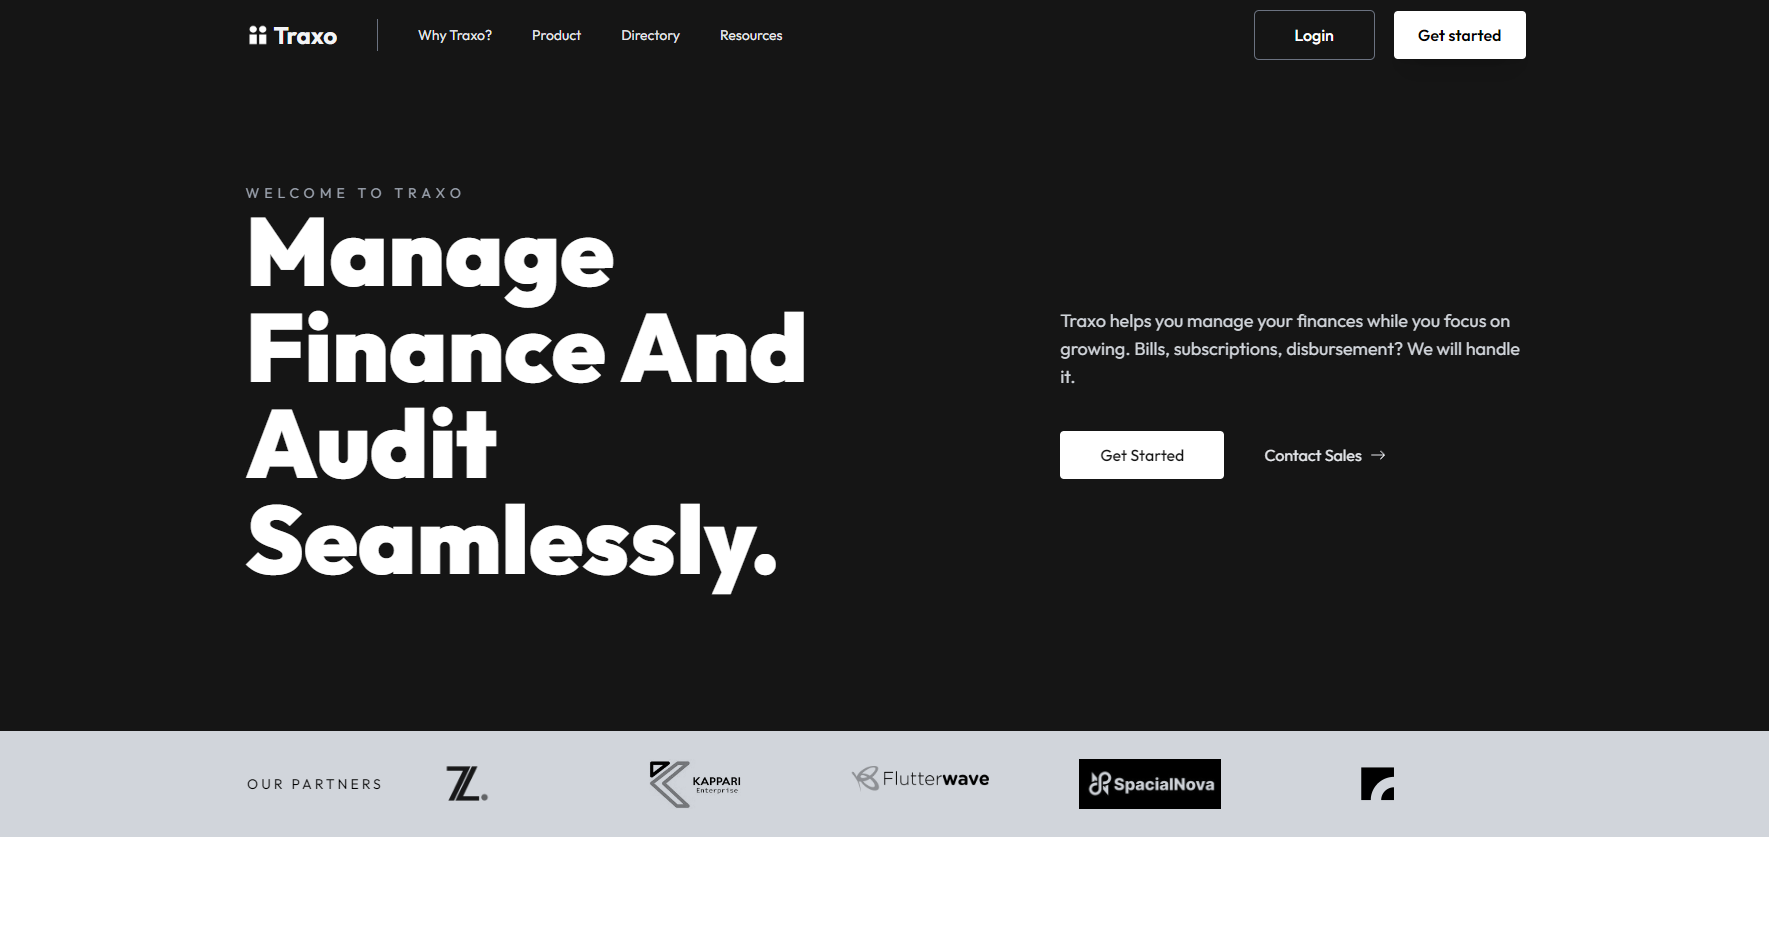 Traxo
Why Traxo?
Product
Directory
Resources
Login
Get started
WELCOME TO TRAXO
Manage
Finance And
Audit
Seamlessly.
Traxo helps you manage your finances while you focus on
growing. Bills, subscriptions, disbursement? We will handle
it.
Get Started
Contact Sales →
OUR PARTNERS
Z.
KAPPARI
Enterprise
Flutterwave
SpacialNova